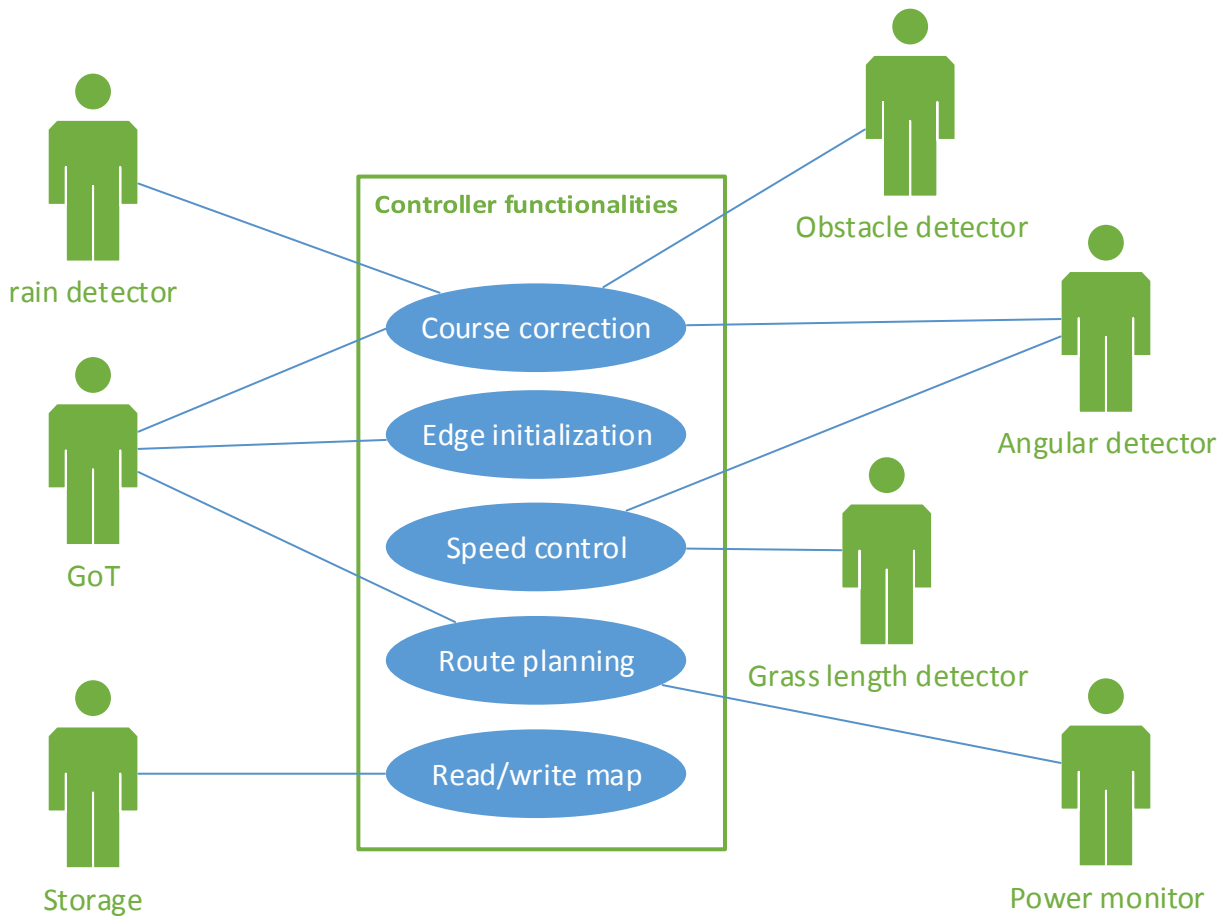 Obstacle detector
Controller functionalities
rain detector
Course correction
Angular detector
Edge initialization
Speed control
GoT
Route planning
Grass length detector
Read/write map
Storage
Power monitor